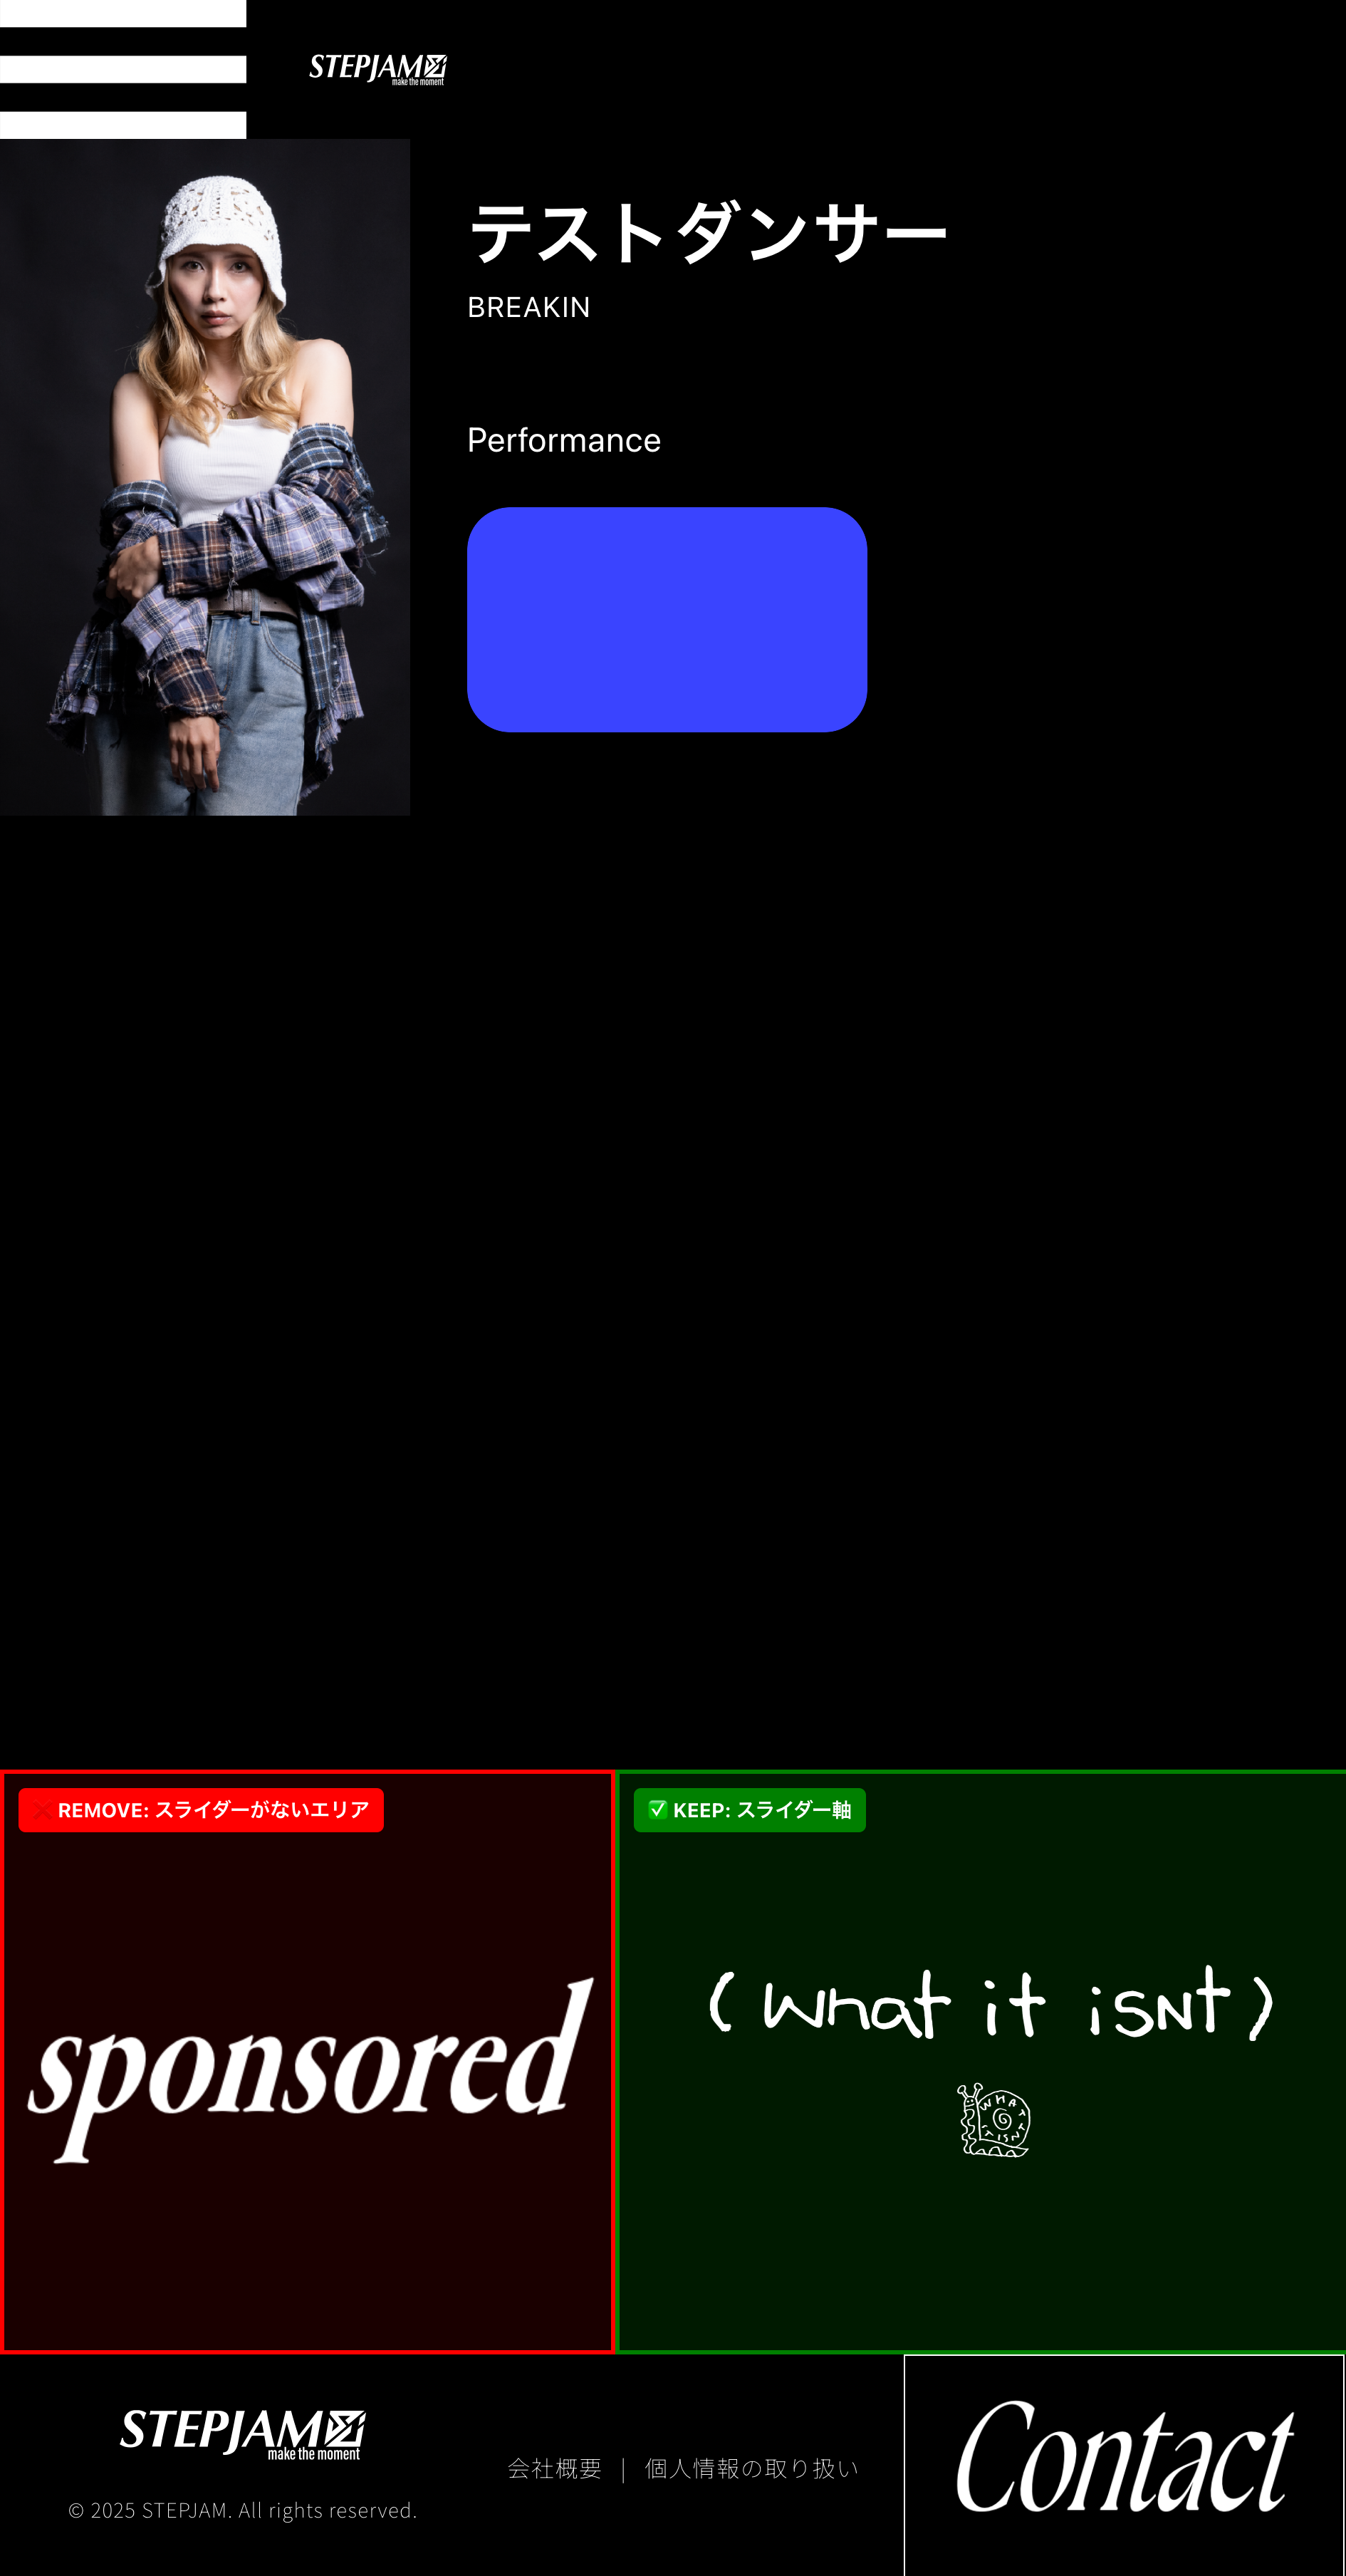 STEPJAM
make the moment
テストダンサー
BREAKIN
Performance
❌ REMOVE: スライダーがないエリア
✅ KEEP: スライダー軸
sponsored
(what it isNt)
WHAT
iT iSNT
STEPJAM
make the moment
会社概要 | 個人情報の取り扱い
© 2025 STEPJAM. All rights reserved.
Contact